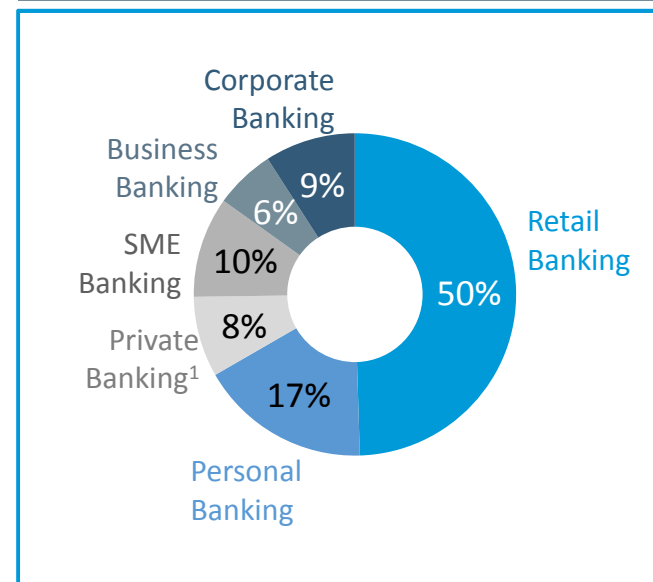 Corporate
Banking
9%
Business
Banking
6%
Retail
Banking
50%
SME
Banking
10%
Private
Banking¹
8%
17%
Personal
Banking